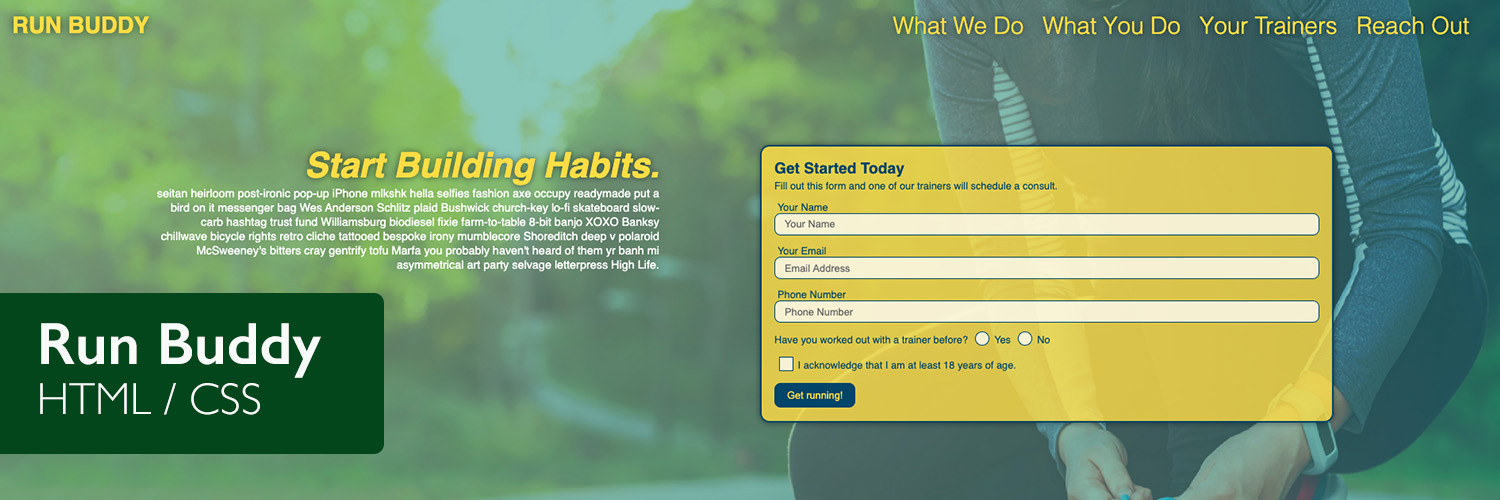 RUN BUDDY
What We Do What You Do Your Trainers Reach Out
Start Building Habits.
seitan heirloom post-ironic pop-up iPhone mlkshk hella selfies fashion axe occupy readymade put a
bird on it messenger bag Wes Anderson Schlitz plaid Bushwick church-key lo-fi skateboard slow-
carb hashtag trust fund Williamsburg biodiesel fixie farm-to-table 8-bit banjo XOXO Banksy
chillwave bicycle rights retro cliche tattooed bespoke irony mumblecore Shoreditch deep v polaroid
McSweeney's bitters cray gentrify tofu Marfa you probably haven't heard of them yr banh mi
asymmetrical art party selvage letterpress High Life.
Get Started Today
Fill out this form and one of our trainers will schedule a consult.
Your Name
Your Name
Your Email
Email Address
Phone Number
Phone Number
Have you worked out with a trainer before? Yes No
I acknowledge that I am at least 18 years of age.
Get running!
Run Buddy
HTML / CSS